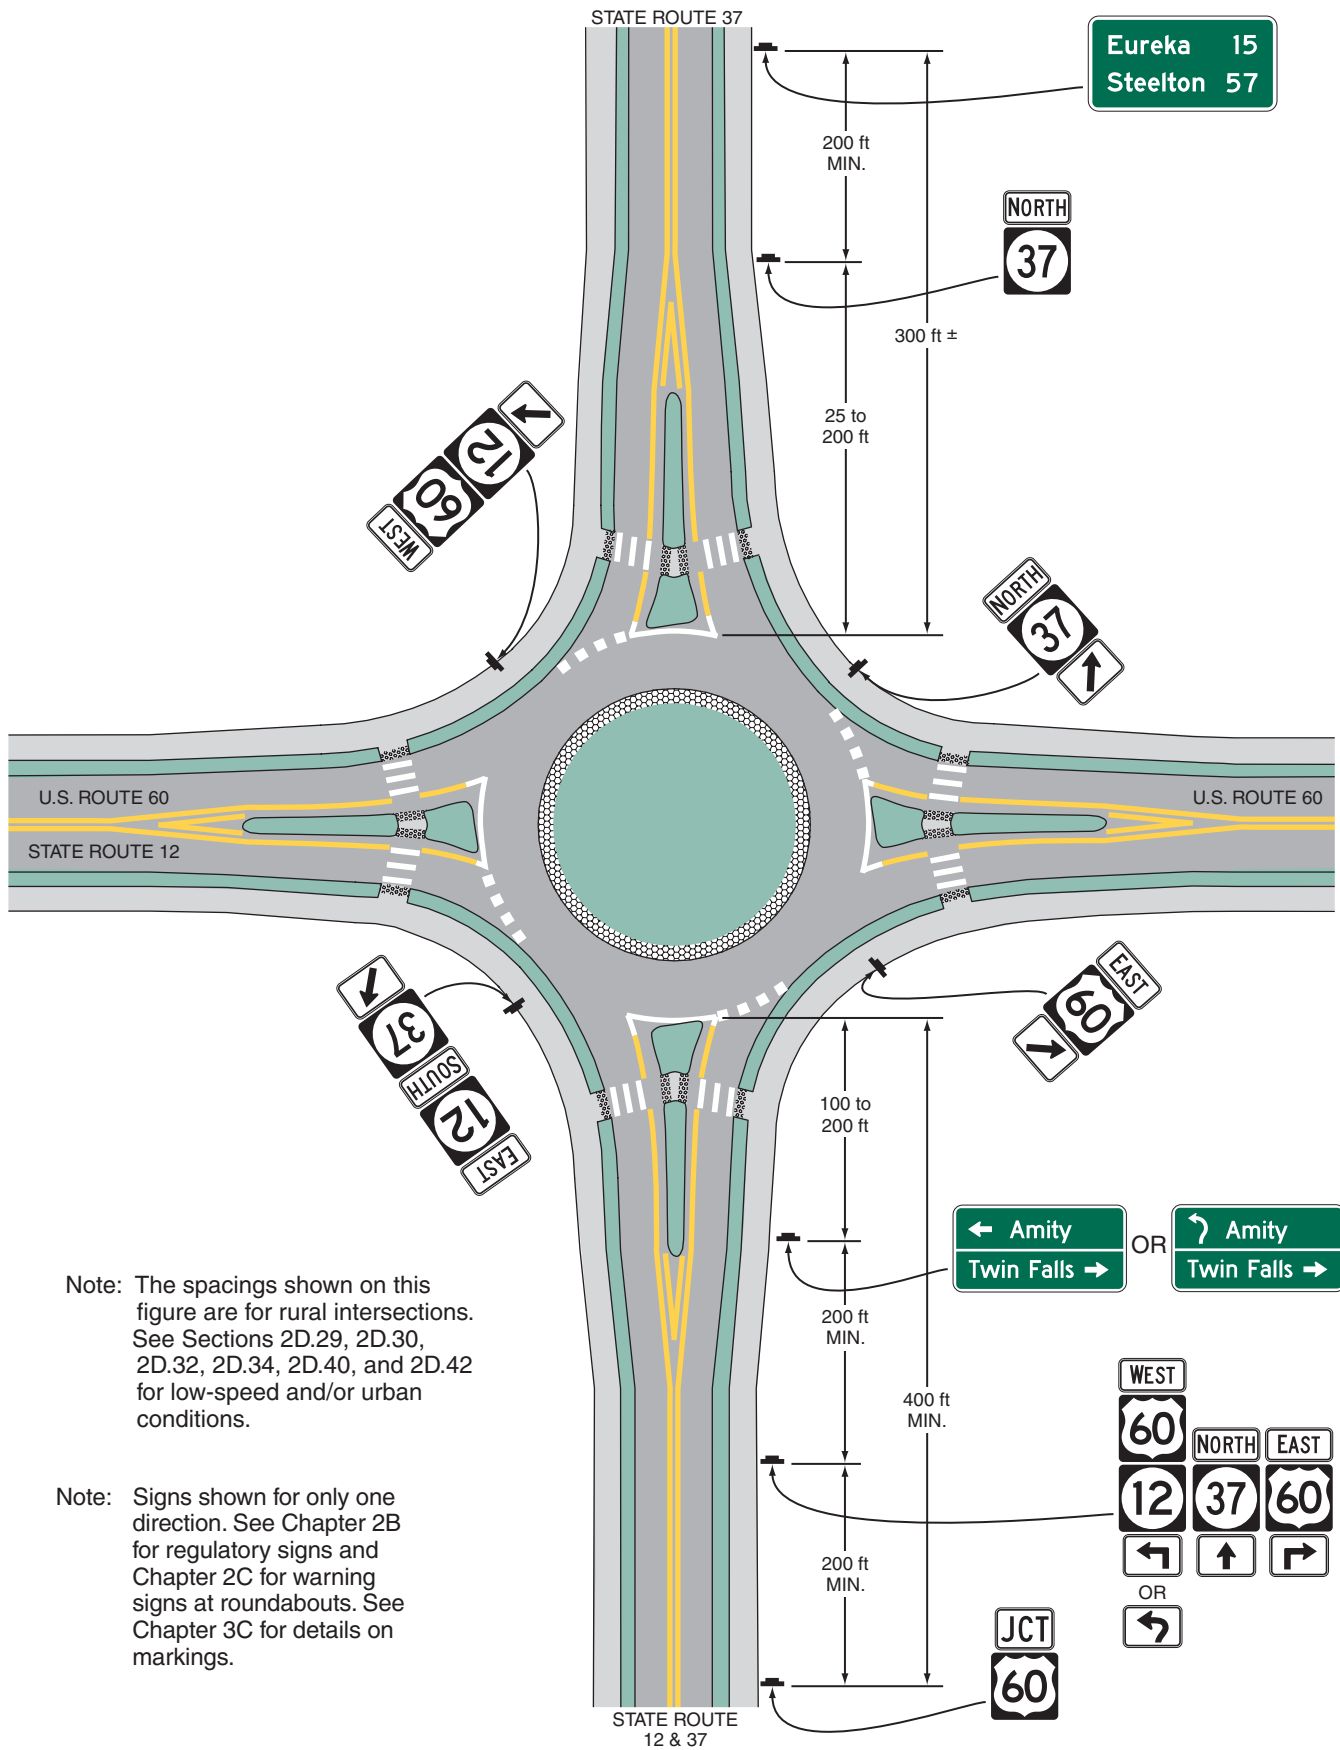 STATE ROUTE 37
Eureka 15
Steelton 57
200 ft
MIN.
NORTH
37
300 ft ±
25 to
200 ft
12
60
WEST
NORTH
37
U.S. ROUTE 60
STATE ROUTE 12
U.S. ROUTE 60
EAST
60
37
SOUTH
12
EAST
100 to
200 ft
← Amity
Twin Falls →
OR
Amity
Twin Falls →
200 ft
MIN.
400 ft
MIN.
Note: The spacings shown on this
figure are for rural intersections.
See Sections 2D.29, 2D.30,
2D.32, 2D.34, 2D.40, and 2D.42
for low-speed and/or urban
conditions.
WEST
60
12
NORTH
37
EAST
60
OR
Note: Signs shown for only one
direction. See Chapter 2B
for regulatory signs and
Chapter 2C for warning
signs at roundabouts. See
Chapter 3C for details on
markings.
200 ft
MIN.
JCT
60
STATE ROUTE
12 & 37